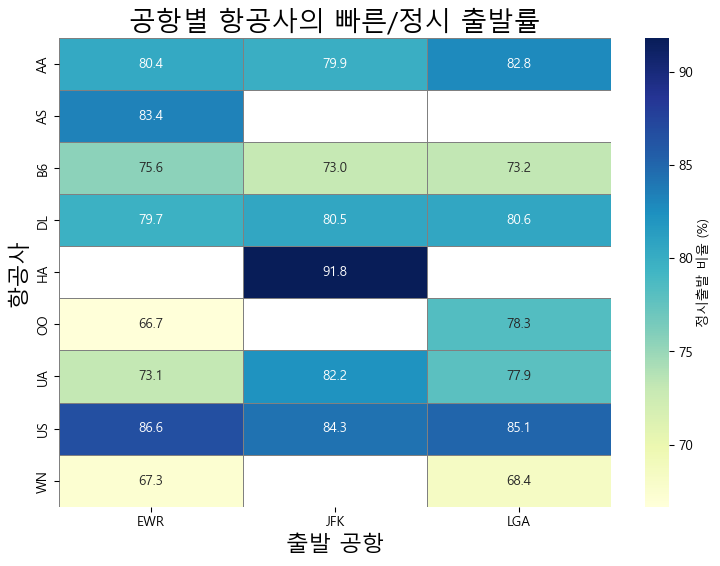 공항별 항공사의 빠른/정시 출발률
AA 80.4 79.9 82.8
AS 83.4
B6 75.6 73.0 73.2
DL 79.7 80.5 80.6
HA 91.8
OO 66.7 78.3
UA 73.1 82.2 77.9
US 86.6 84.3 85.1
WN 67.3 68.4
EWR JFK LGA
출발 공항
항공사
90
85
80
75
70
정시출발 비율 (%)